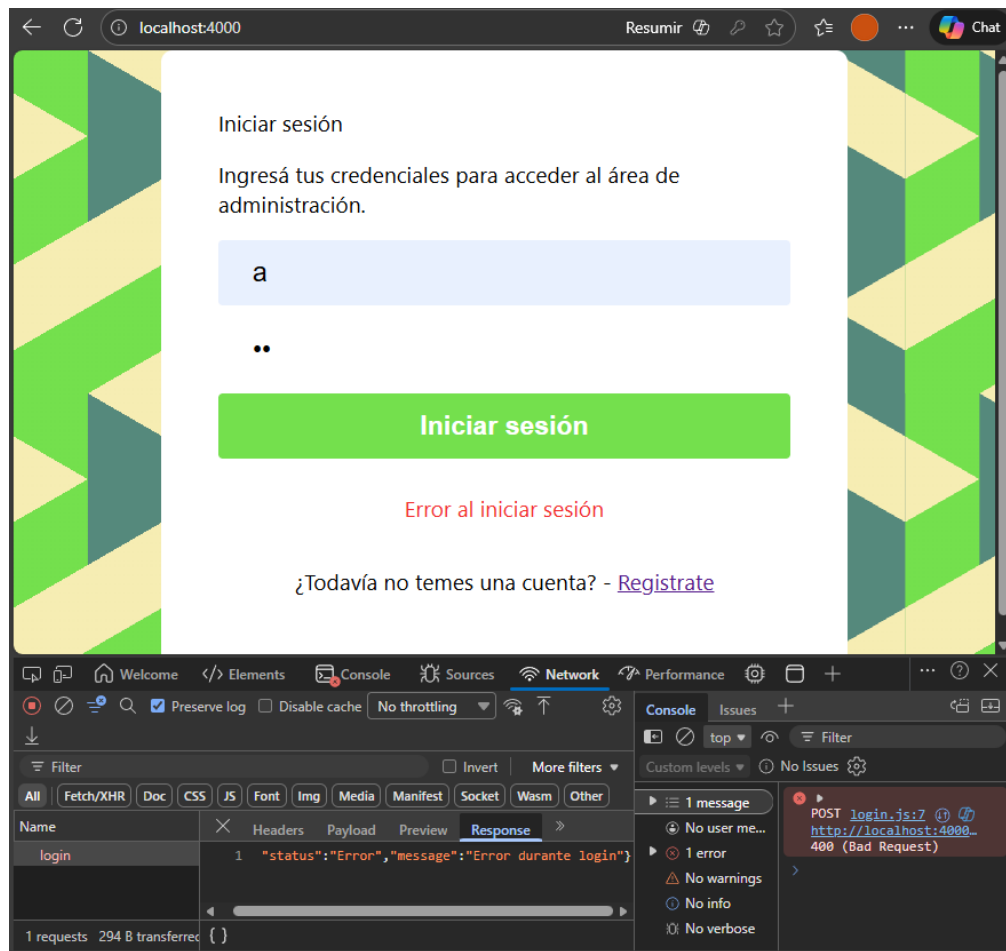 localhost:4000 Resumir Chat
Iniciar sesión
Ingresá tus credenciales para acceder al área de
administración.
a
••
Iniciar sesión
Error al iniciar sesión
¿Todavía no temes una cuenta? - Registrate
Welcome </> Elements Console Sources Network Performance
Preserve log Disable cache No throttling
Filter
Invert More filters
All Fetch/XHR Doc CSS JS Font Img Media Manifest Socket Wasm Other
Name
Headers Payload Preview Response »
login
1 "status":"Error","message":"Error durante login"}
1 requests 294 B transferred { }
Console Issues
top Filter
Custom levels No Issues
1 message
No user me...
1 error
No warnings
No info
No verbose
POST login.js:7
http://localhost:4000…
400 (Bad Request)